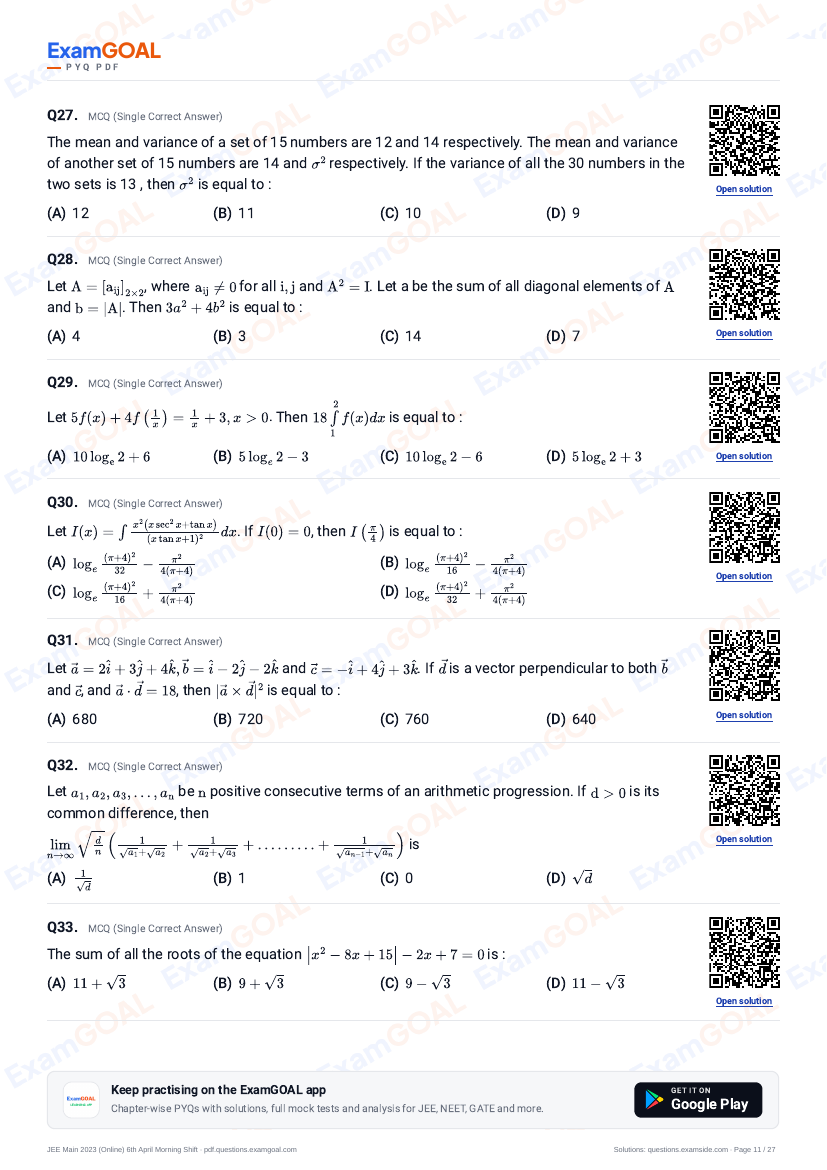 ExamGOAL
PYQ PDF
Q27. MCQ (Single Correct Answer)
The mean and variance of a set of 15 numbers are 12 and 14 respectively. The mean and variance
of another set of 15 numbers are 14 and σ² respectively. If the variance of all the 30 numbers in the
two sets is 13 , then σ² is equal to :
(A) 12 (B) 11 (C) 10 (D) 9
Open solution
Q28. MCQ (Single Correct Answer)
Let A = [a_ij]_{2×2}, where a_ij ≠ 0 for all i, j and A² = I. Let a be the sum of all diagonal elements of A
and b = |A|. Then 3a² + 4b² is equal to :
(A) 4 (B) 3 (C) 14 (D) 7
Open solution
Q29. MCQ (Single Correct Answer)
Let 5f(x) + 4f(1/x) = 1/x + 3, x > 0. Then 18 ∫_1^2 f(x)dx is equal to :
(A) 10 log_e 2 + 6 (B) 5 log_e 2 − 3 (C) 10 log_e 2 − 6 (D) 5 log_e 2 + 3
Open solution
Q30. MCQ (Single Correct Answer)
Let I(x) = ∫ x²(x sec² x+tan x)/(x tan x+1)² dx. If I(0) = 0, then I(π/4) is equal to :
(A) log_e (π+4)²/32 − π²/4(π+4) (B) log_e (π+4)²/16 − π²/4(π+4)
(C) log_e (π+4)²/16 + π²/4(π+4) (D) log_e (π+4)²/32 + π²/4(π+4)
Open solution
Q31. MCQ (Single Correct Answer)
Let a⃗ = 2î + 3ĵ + 4k̂, b⃗ = î − 2ĵ − 2k̂ and c⃗ = −î + 4ĵ + 3k̂. If d⃗ is a vector perpendicular to both b⃗
and c⃗, and a⃗ · d⃗ = 18, then |a⃗ × d⃗|² is equal to :
(A) 680 (B) 720 (C) 760 (D) 640
Open solution
Q32. MCQ (Single Correct Answer)
Let a₁, a₂, a₃, …, aₙ be n positive consecutive terms of an arithmetic progression. If d > 0 is its
common difference, then
lim_{n→∞} √(d/n) (1/(√a₁+√a₂) + 1/(√a₂+√a₃) + ……… + 1/(√aₙ₋₁+√aₙ)) is
(A) 1/√d (B) 1 (C) 0 (D) √d
Open solution
Q33. MCQ (Single Correct Answer)
The sum of all the roots of the equation |x² − 8x + 15| − 2x + 7 = 0 is :
(A) 11 + √3 (B) 9 + √3 (C) 9 − √3 (D) 11 − √3
Open solution
Keep practising on the ExamGOAL app
Chapter-wise PYQs with solutions, full mock tests and analysis for JEE, NEET, GATE and more.
GET IT ON
Google Play
JEE Main 2023 (Online) 6th April Morning Shift · pdf.questions.examgoal.com
Solutions: questions.examside.com · Page 11 / 27